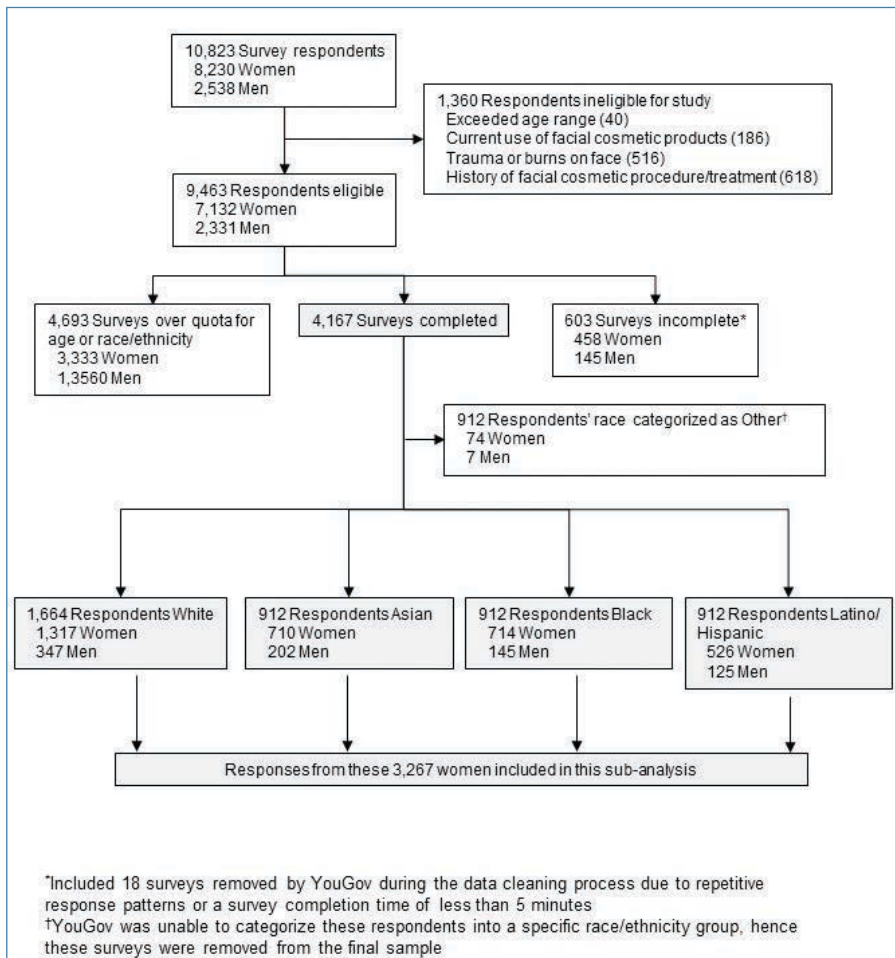 10,823 Survey respondents
8,230 Women
2,538 Men
1,360 Respondents ineligible for study
Exceeded age range (40)
Current use of facial cosmetic products (186)
Trauma or burns on face (516)
History of facial cosmetic procedure/treatment (618)
9,463 Respondents eligible
7,132 Women
2,331 Men
4,693 Surveys over quota for
age or race/ethnicity
3,333 Women
1,3560 Men
4,167 Surveys completed
603 Surveys incomplete*
458 Women
145 Men
912 Respondents' race categorized as Other†
74 Women
7 Men
1,664 Respondents White
1,317 Women
347 Men
912 Respondents Asian
710 Women
202 Men
912 Respondents Black
714 Women
145 Men
912 Respondents Latino/
Hispanic
526 Women
125 Men
Responses from these 3,267 women included in this sub-analysis
*Included 18 surveys removed by YouGov during the data cleaning process due to repetitive
response patterns or a survey completion time of less than 5 minutes
†YouGov was unable to categorize these respondents into a specific race/ethnicity group, hence
these surveys were removed from the final sample